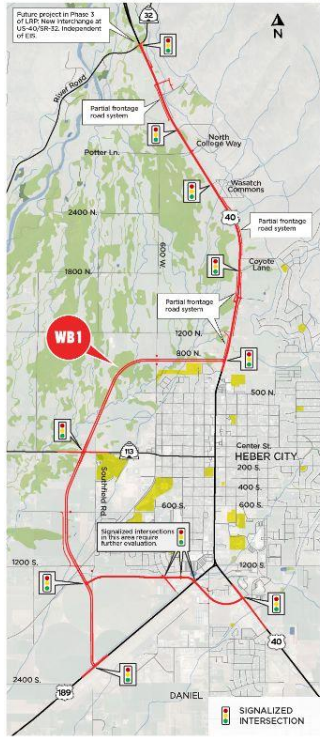 Future project in Phase 3
of LRP: New Interchange at
US-40/SR-32. Independent
of EIS.
32
N
River Road
Partial frontage
road system
North
College Way
Potter Ln.
Wasatch
Commons
2400 N.
40
Partial frontage
road system
600 W.
Coyote
Lane
1800 N.
Partial frontage
road system
1200 N.
WB1
800 N.
500 N.
Center St.
113
HEBER CITY
200 S.
Southfield Rd.
400 S.
600 S.
600 S.
Signalized intersections
in this area require
further evaluation.
1200 S.
1200 S.
40
2400 S.
189
DANIEL
SIGNALIZED
INTERSECTION